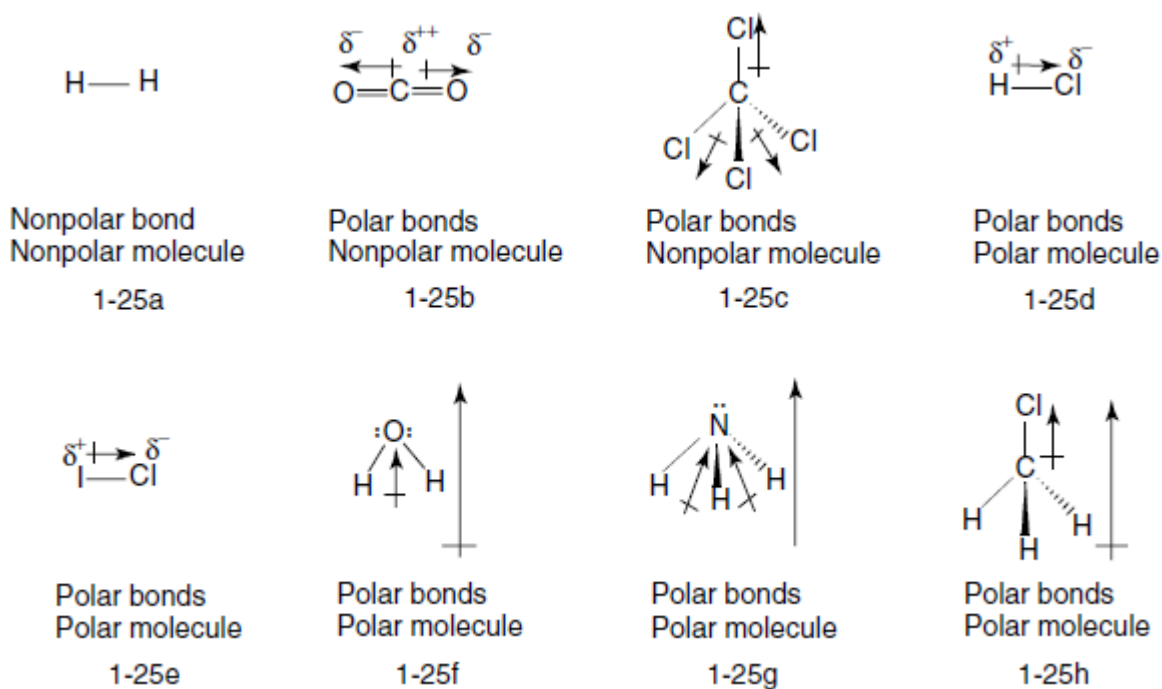 H—H
δ⁻ δ⁺⁺ δ⁻
O=C=O
Cl
C
Cl Cl
Cl
δ⁺ δ⁻
H—Cl
Nonpolar bond
Nonpolar molecule
1-25a
Polar bonds
Nonpolar molecule
1-25b
Polar bonds
Nonpolar molecule
1-25c
Polar bonds
Polar molecule
1-25d
δ⁺ δ⁻
I—Cl
:O:
H H
N̈
H H H
Cl
C
H H
H
Polar bonds
Polar molecule
1-25e
Polar bonds
Polar molecule
1-25f
Polar bonds
Polar molecule
1-25g
Polar bonds
Polar molecule
1-25h